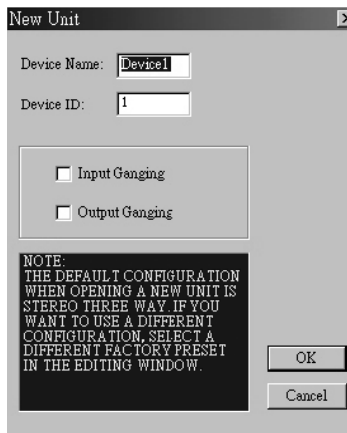 New Unit
Device Name: Device1
Device ID: 1
Input Ganging
Output Ganging
NOTE:
THE DEFAULT CONFIGURATION
WHEN OPENING A NEW UNIT IS
STEREO THREE WAY. IF YOU
WANT TO USE A DIFFERENT
CONFIGURATION, SELECT A
DIFFERENT FACTORY PRESET
IN THE EDITING WINDOW.
OK
Cancel